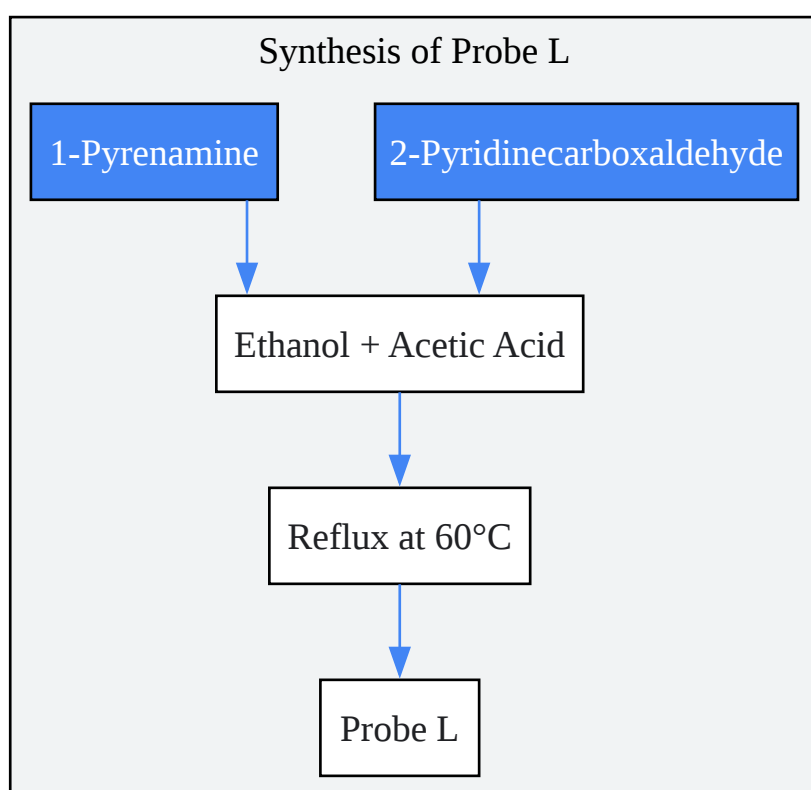 Synthesis of Probe L
1-Pyrenamine
2-Pyridinecarboxaldehyde
Ethanol + Acetic Acid
Reflux at 60°C
Probe L